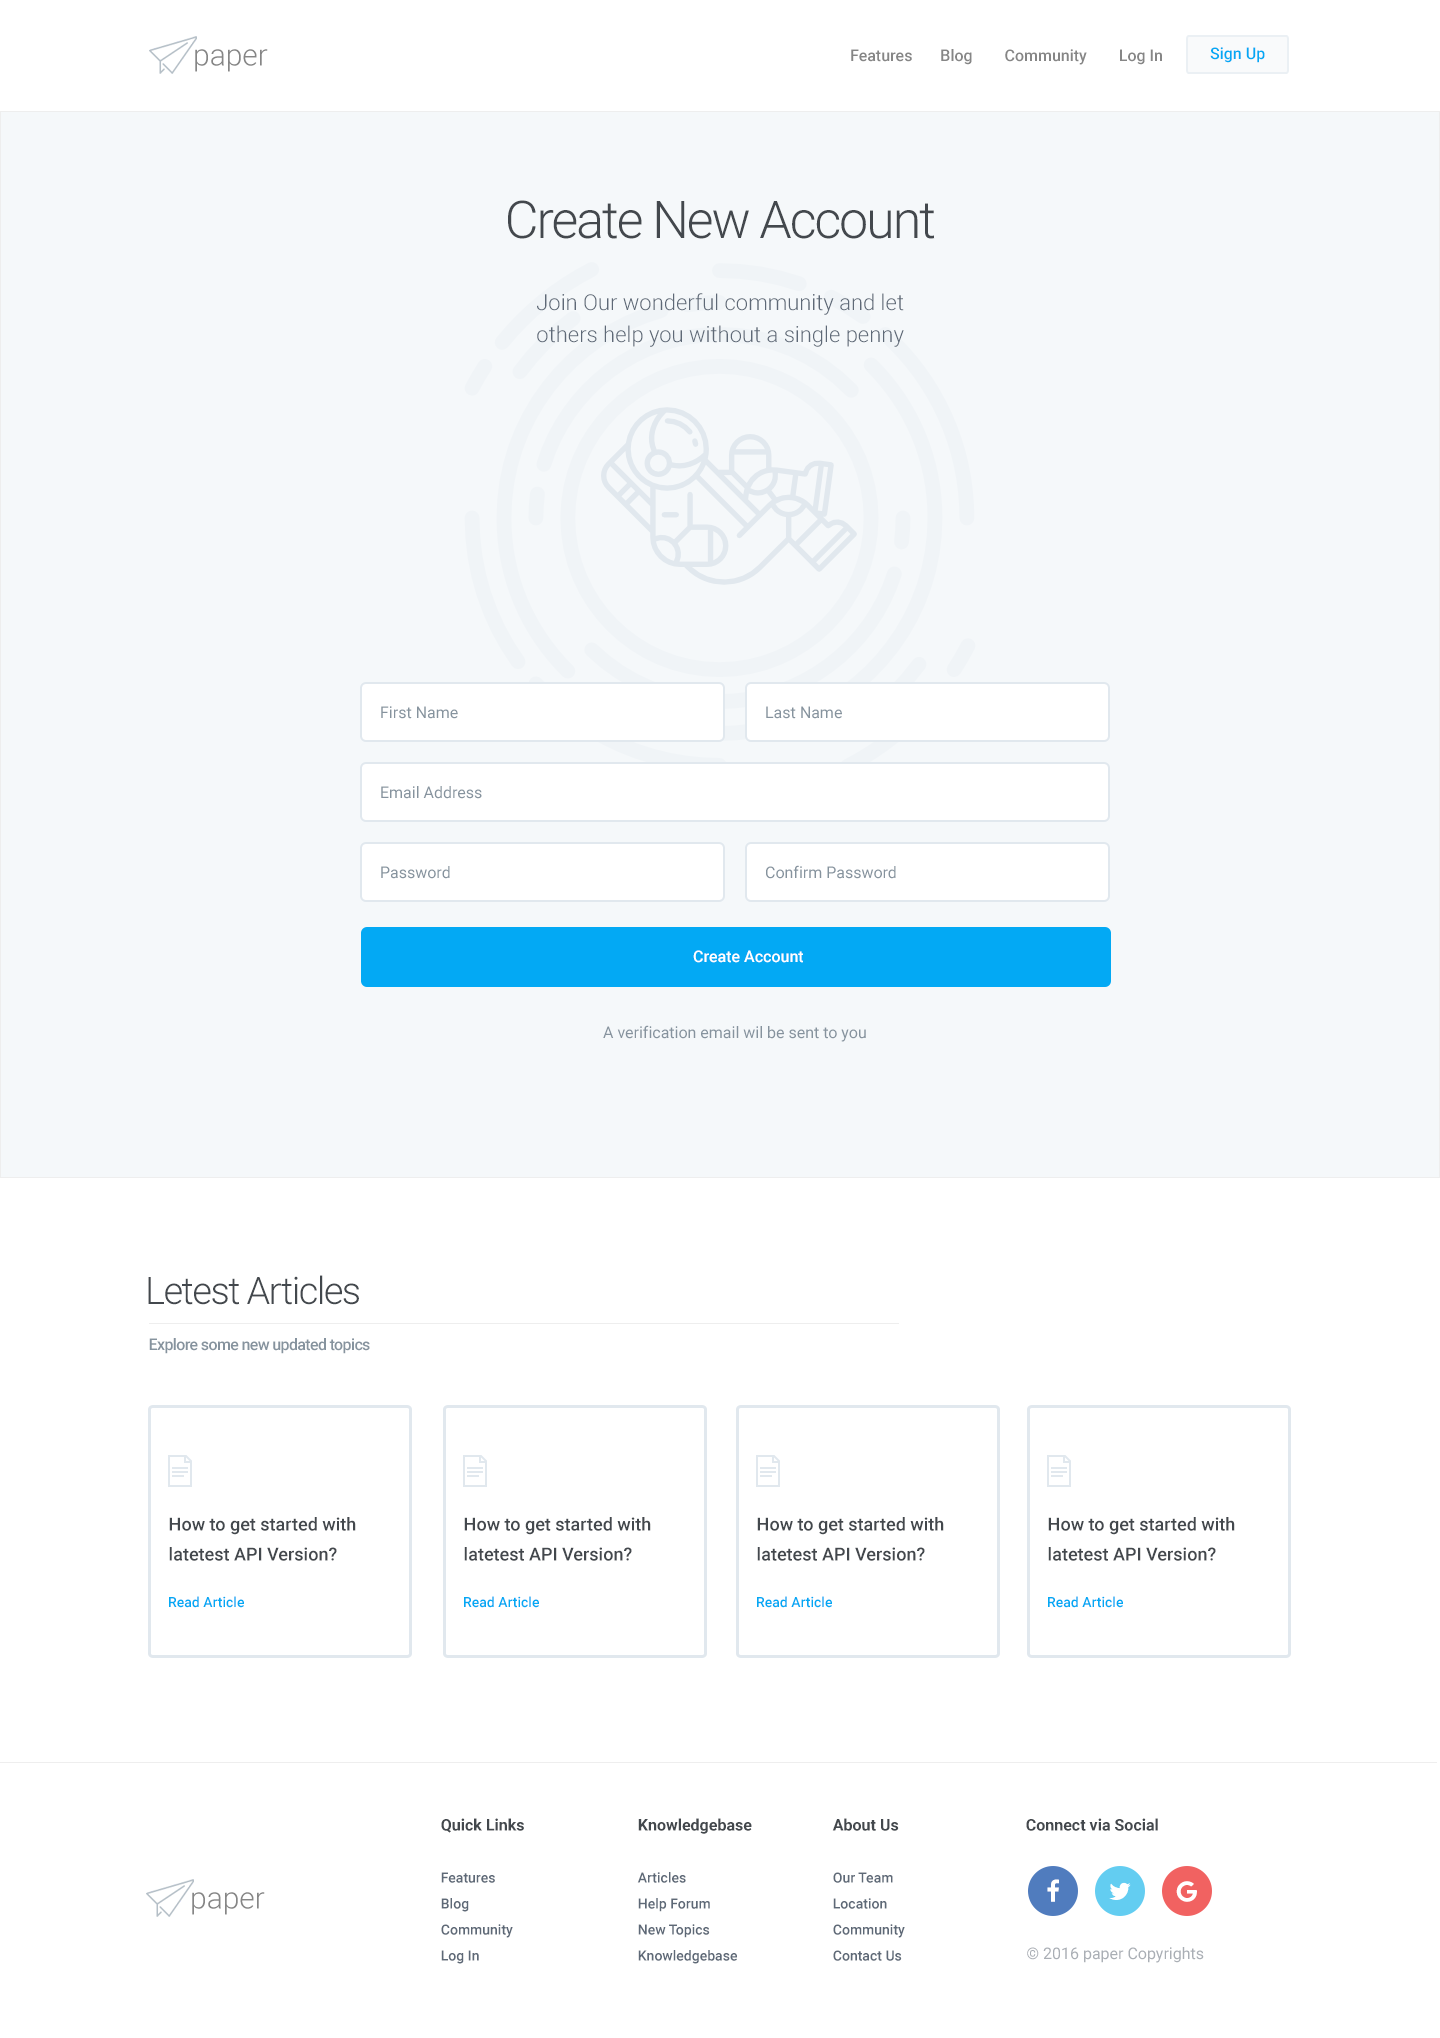 paper
Features Blog Community Log In Sign Up
Create New Account
Join Our wonderful community and let
others help you without a single penny
First Name Last Name
Email Address
Password Confirm Password
Create Account
A verification email wil be sent to you
Letest Articles
Explore some new updated topics
How to get started with
latetest API Version?
Read Article
How to get started with
latetest API Version?
Read Article
How to get started with
latetest API Version?
Read Article
How to get started with
latetest API Version?
Read Article
paper
Quick Links
Features
Blog
Community
Log In
Knowledgebase
Articles
Help Forum
New Topics
Knowledgebase
About Us
Our Team
Location
Community
Contact Us
Connect via Social
f G
© 2016 paper Copyrights